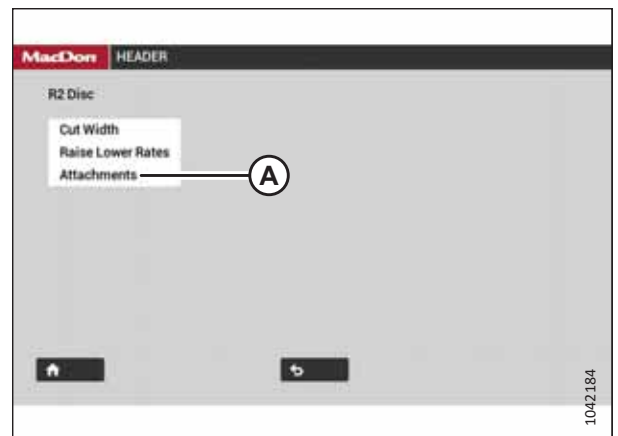 MacDon HEADER
R2 Disc
Cut Width
Raise Lower Rates
Attachments
A
1042184